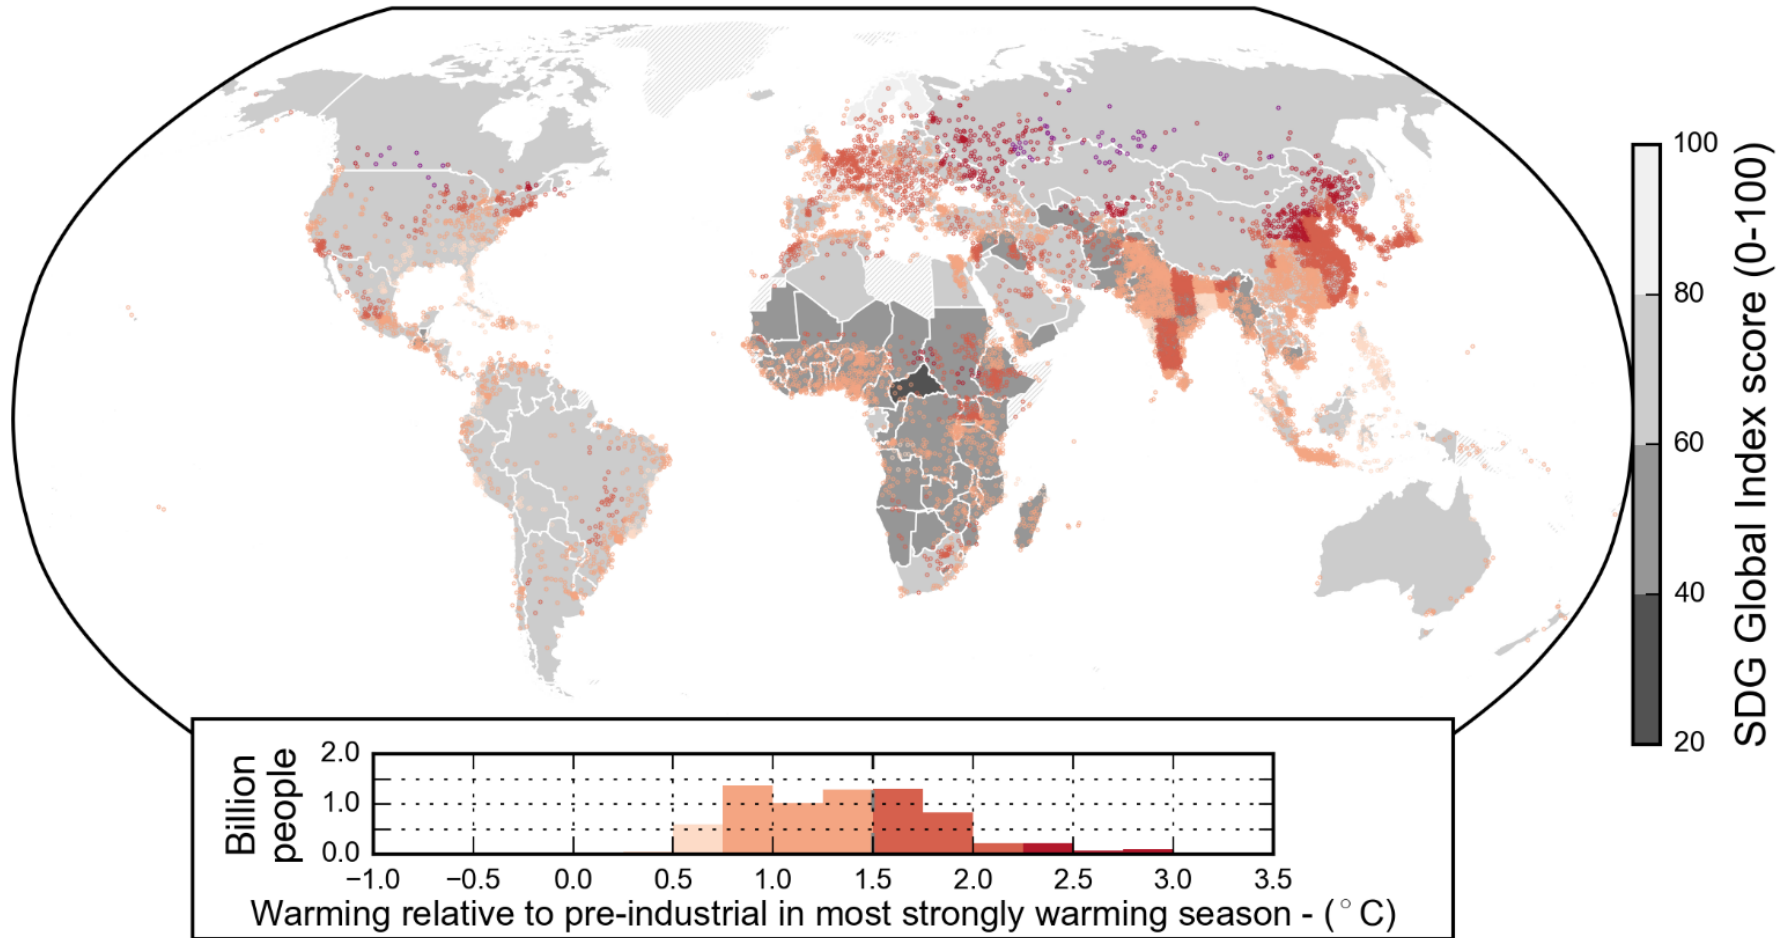 100
80
60
40
20
SDG Global Index score (0-100)
Billion
people
2.0
1.0
0.0
−1.0 −0.5 0.0 0.5 1.0 1.5 2.0 2.5 3.0 3.5
Warming relative to pre-industrial in most strongly warming season - (°C)